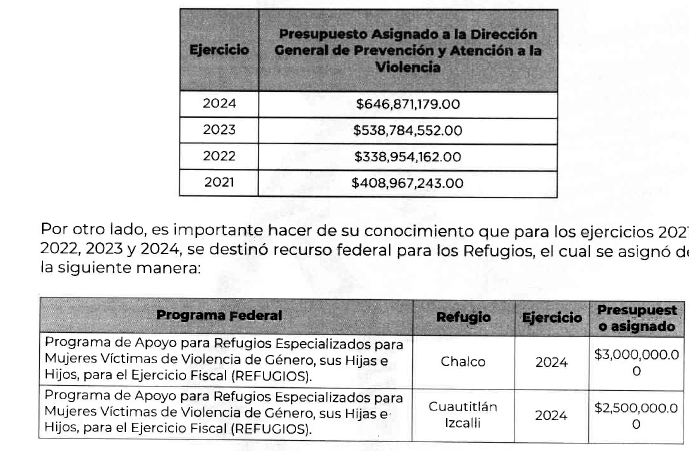 Ejercicio
Presupuesto Asignado a la Dirección
General de Prevención y Atención a la
Violencia
2024 $646,871,179.00
2023 $538,784,552.00
2022 $338,954,162.00
2021 $408,967,243.00
Por otro lado, es importante hacer de su conocimiento que para los ejercicios 202
2022, 2023 y 2024, se destinó recurso federal para los Refugios, el cual se asignó de
la siguiente manera:
Programa Federal Refugio Ejercicio Presupuest
o asignado
Programa de Apoyo para Refugios Especializados para
Mujeres Víctimas de Violencia de Género, sus Hijas e
Hijos, para el Ejercicio Fiscal (REFUGIOS).
Chalco
2024
$3,000,000.0
0
Programa de Apoyo para Refugios Especializados para
Mujeres Víctimas de Violencia de Género, sus Hijas e
Hijos, para el Ejercicio Fiscal (REFUGIOS).
Cuautitlán
Izcalli
2024
$2,500,000.0
0